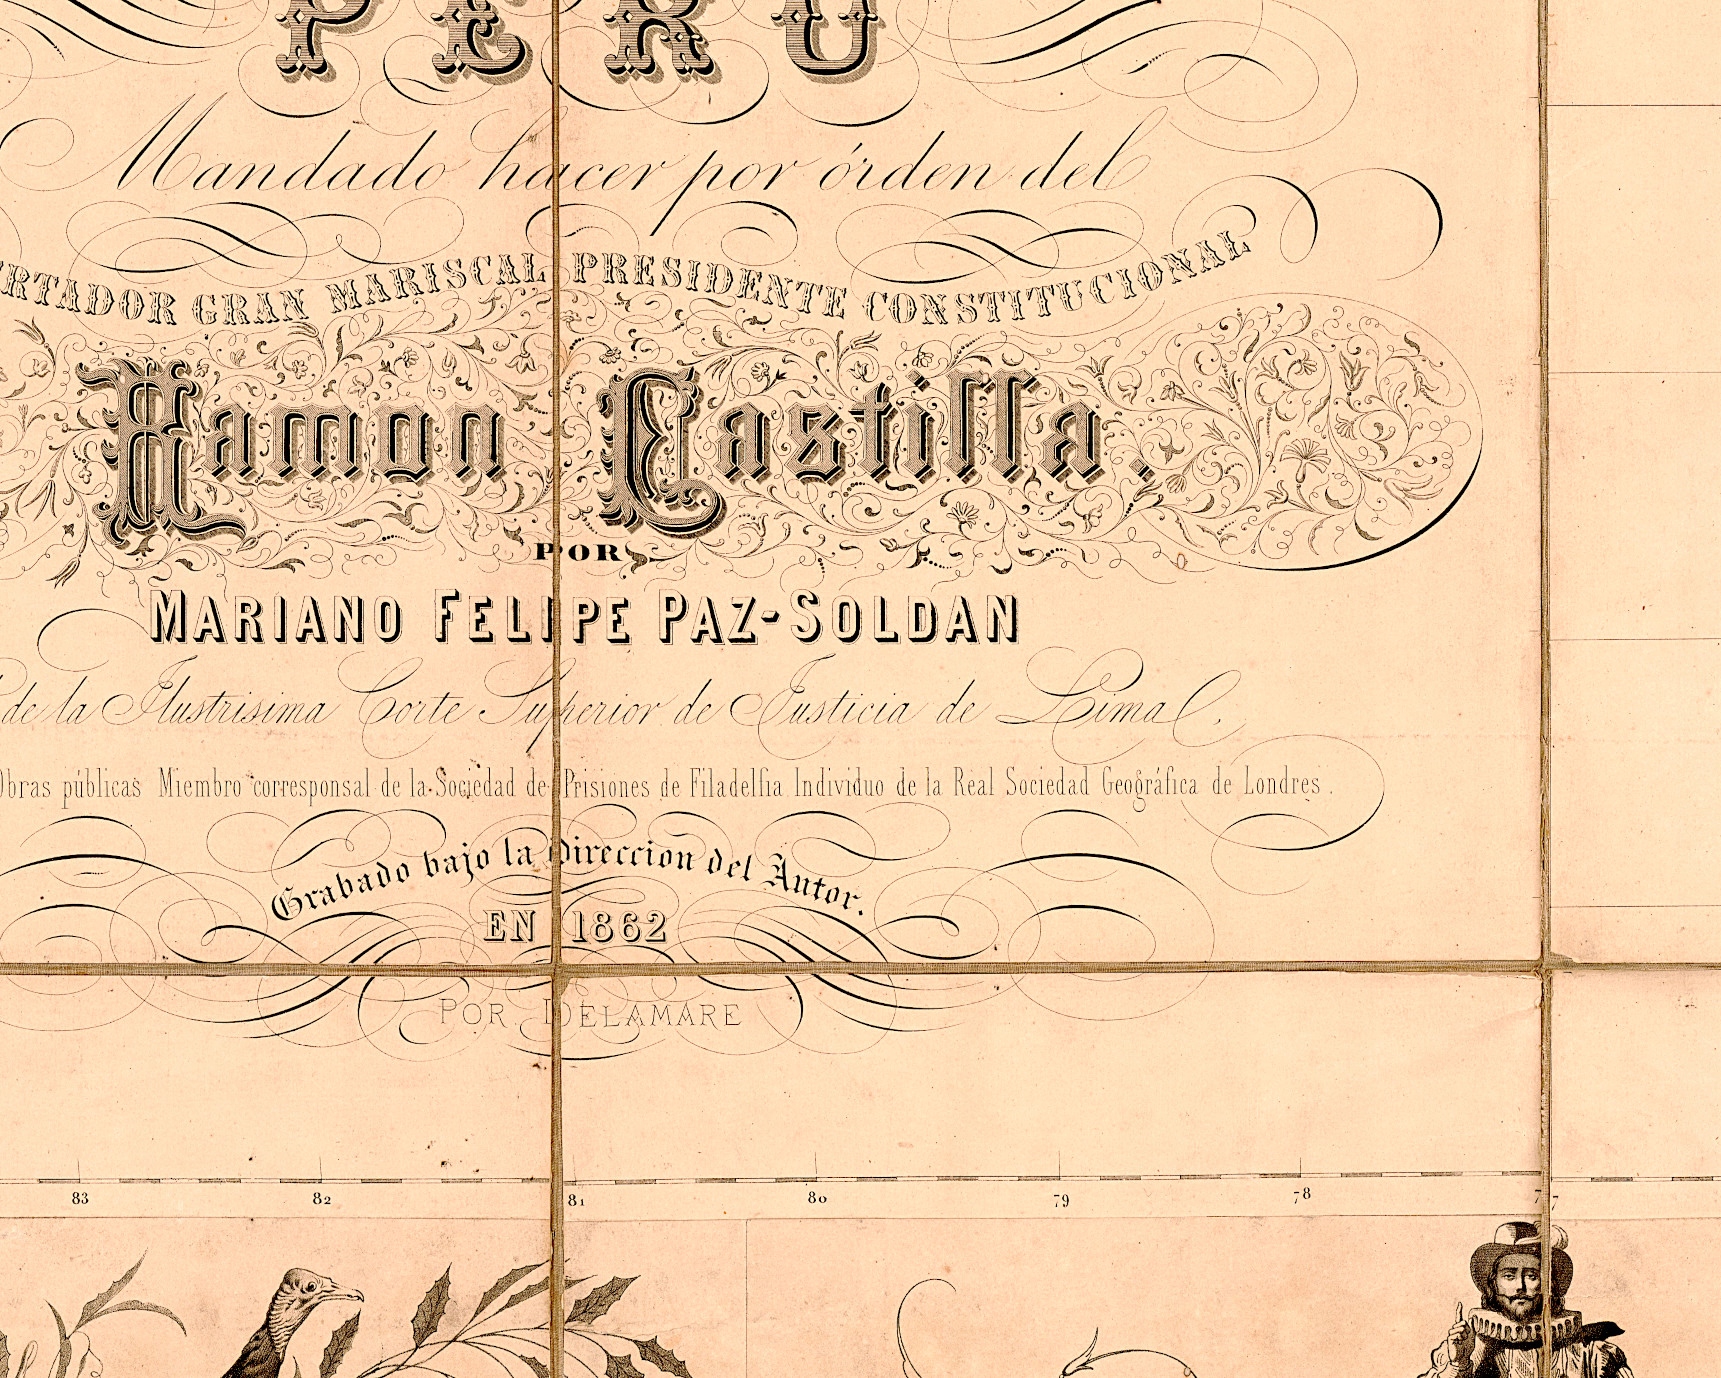 PERU
Mandado hacer por órden del
RTADOR GRAN MARISCAL PRESIDENTE CONSTITUCIONAL
Ramon Castilla,
POR
MARIANO FELIPE PAZ-SOLDAN
de la Ilustrisima Corte Superior de Justicia de Lima.
Obras públicas Miembro corresponsal de la Sociedad de Prisiones de Filadelfia Individuo de la Real Sociedad Geográfica de Londres.
Grabado bajo la Direccion del Autor.
EN 1862
POR DELAMARE
83 82 81 80 79 78 77